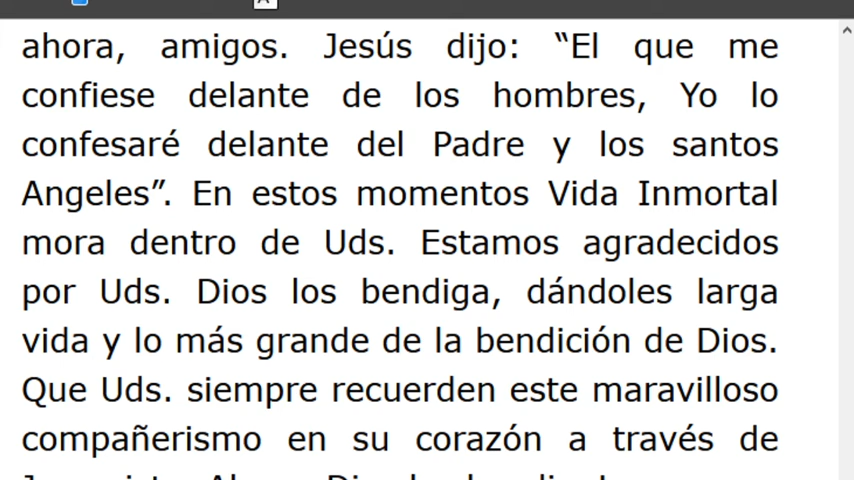 ahora, amigos. Jesús dijo: “El que me
confiese delante de los hombres, Yo lo
confesaré delante del Padre y los santos
Angeles”. En estos momentos Vida Inmortal
mora dentro de Uds. Estamos agradecidos
por Uds. Dios los bendiga, dándoles larga
vida y lo más grande de la bendición de Dios.
Que Uds. siempre recuerden este maravilloso
compañerismo en su corazón a través de